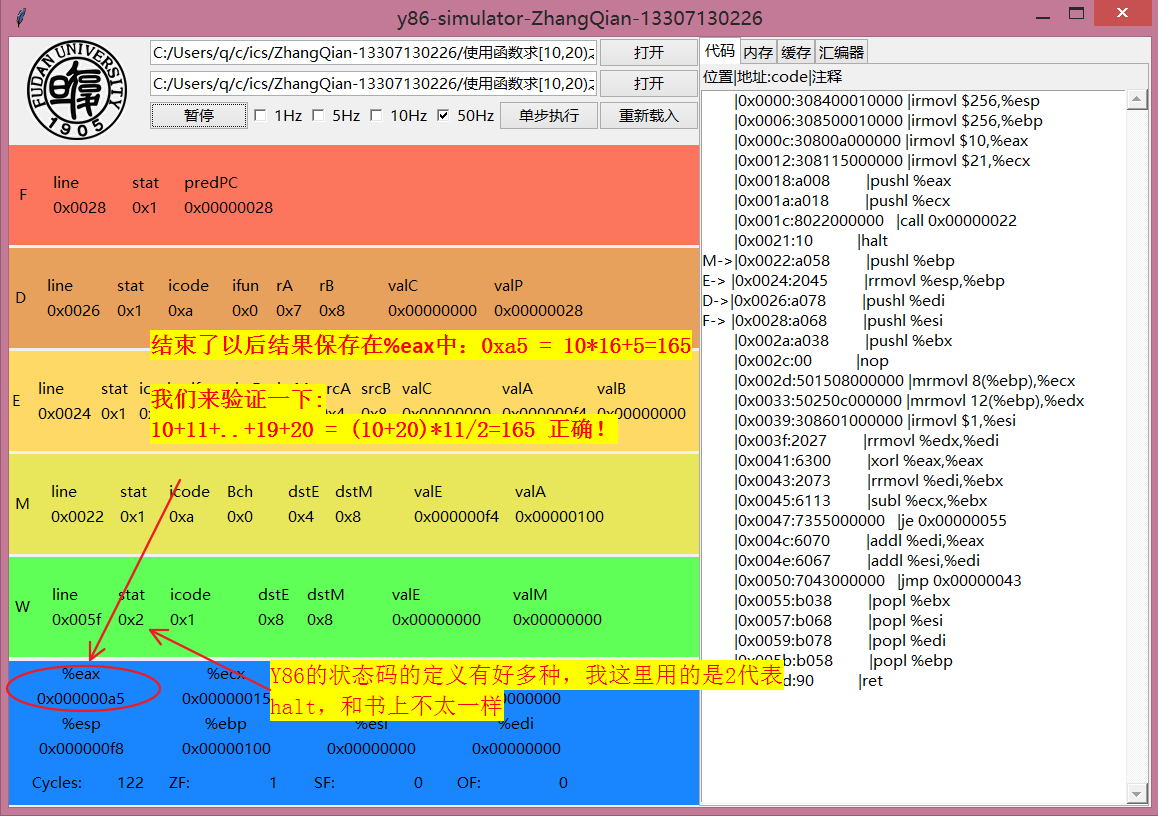 y86-simulator-ZhangQian-13307130226
FUDAN UNIVERSITY
1905
C:/Users/q/c/ics/ZhangQian-13307130226/使用函数求[10,20)之 打开
C:/Users/q/c/ics/ZhangQian-13307130226/使用函数求[10,20)之 打开
暂停 1Hz 5Hz 10Hz 50Hz 单步执行 重新载入
F
line stat predPC
0x0028 0x1 0x00000028
D
line stat icode ifun rA rB valC valP
0x0026 0x1 0xa 0x0 0x7 0x8 0x00000000 0x00000028
结束了以后结果保存在%eax中：0xa5 = 10*16+5=165
E
line stat srcA srcB valC valA valB
0x0024 0x1 0x00000000
我们来验证一下:
10+11+..+19+20 = (10+20)*11/2=165 正确！
M
line stat icode Bch dstE dstM valE valA
0x0022 0x1 0xa 0x0 0x4 0x8 0x000000f4 0x00000100
W
line stat icode dstE dstM valE valM
0x005f 0x2 0x1 0x8 0x8 0x00000000 0x00000000
%eax %ecx
0x000000a5 0x00000015
Y86的状态码的定义有好多种，我这里用的是2代表
halt，和书上不太一样
%esp %ebp %esi %edi
0x000000f8 0x00000100 0x00000000 0x00000000
Cycles: 122 ZF: 1 SF: 0 OF: 0
代码 内存 缓存 汇编器
位置|地址:code|注释
|0x0000:308400010000 |irmovl $256,%esp
|0x0006:308500010000 |irmovl $256,%ebp
|0x000c:30800a000000 |irmovl $10,%eax
|0x0012:308115000000 |irmovl $21,%ecx
|0x0018:a008 |pushl %eax
|0x001a:a018 |pushl %ecx
|0x001c:8022000000 |call 0x00000022
|0x0021:10 |halt
M->|0x0022:a058 |pushl %ebp
E-> |0x0024:2045 |rrmovl %esp,%ebp
D->|0x0026:a078 |pushl %edi
F-> |0x0028:a068 |pushl %esi
|0x002a:a038 |pushl %ebx
|0x002c:00 |nop
|0x002d:501508000000 |mrmovl 8(%ebp),%ecx
|0x0033:50250c000000 |mrmovl 12(%ebp),%edx
|0x0039:308601000000 |irmovl $1,%esi
|0x003f:2027 |rrmovl %edx,%edi
|0x0041:6300 |xorl %eax,%eax
|0x0043:2073 |rrmovl %edi,%ebx
|0x0045:6113 |subl %ecx,%ebx
|0x0047:7355000000 |je 0x00000055
|0x004c:6070 |addl %edi,%eax
|0x004e:6067 |addl %esi,%edi
|0x0050:7043000000 |jmp 0x00000043
|0x0055:b038 |popl %ebx
|0x0057:b068 |popl %esi
|0x0059:b078 |popl %edi
|0x005b:b058 |popl %ebp
d:90 |ret